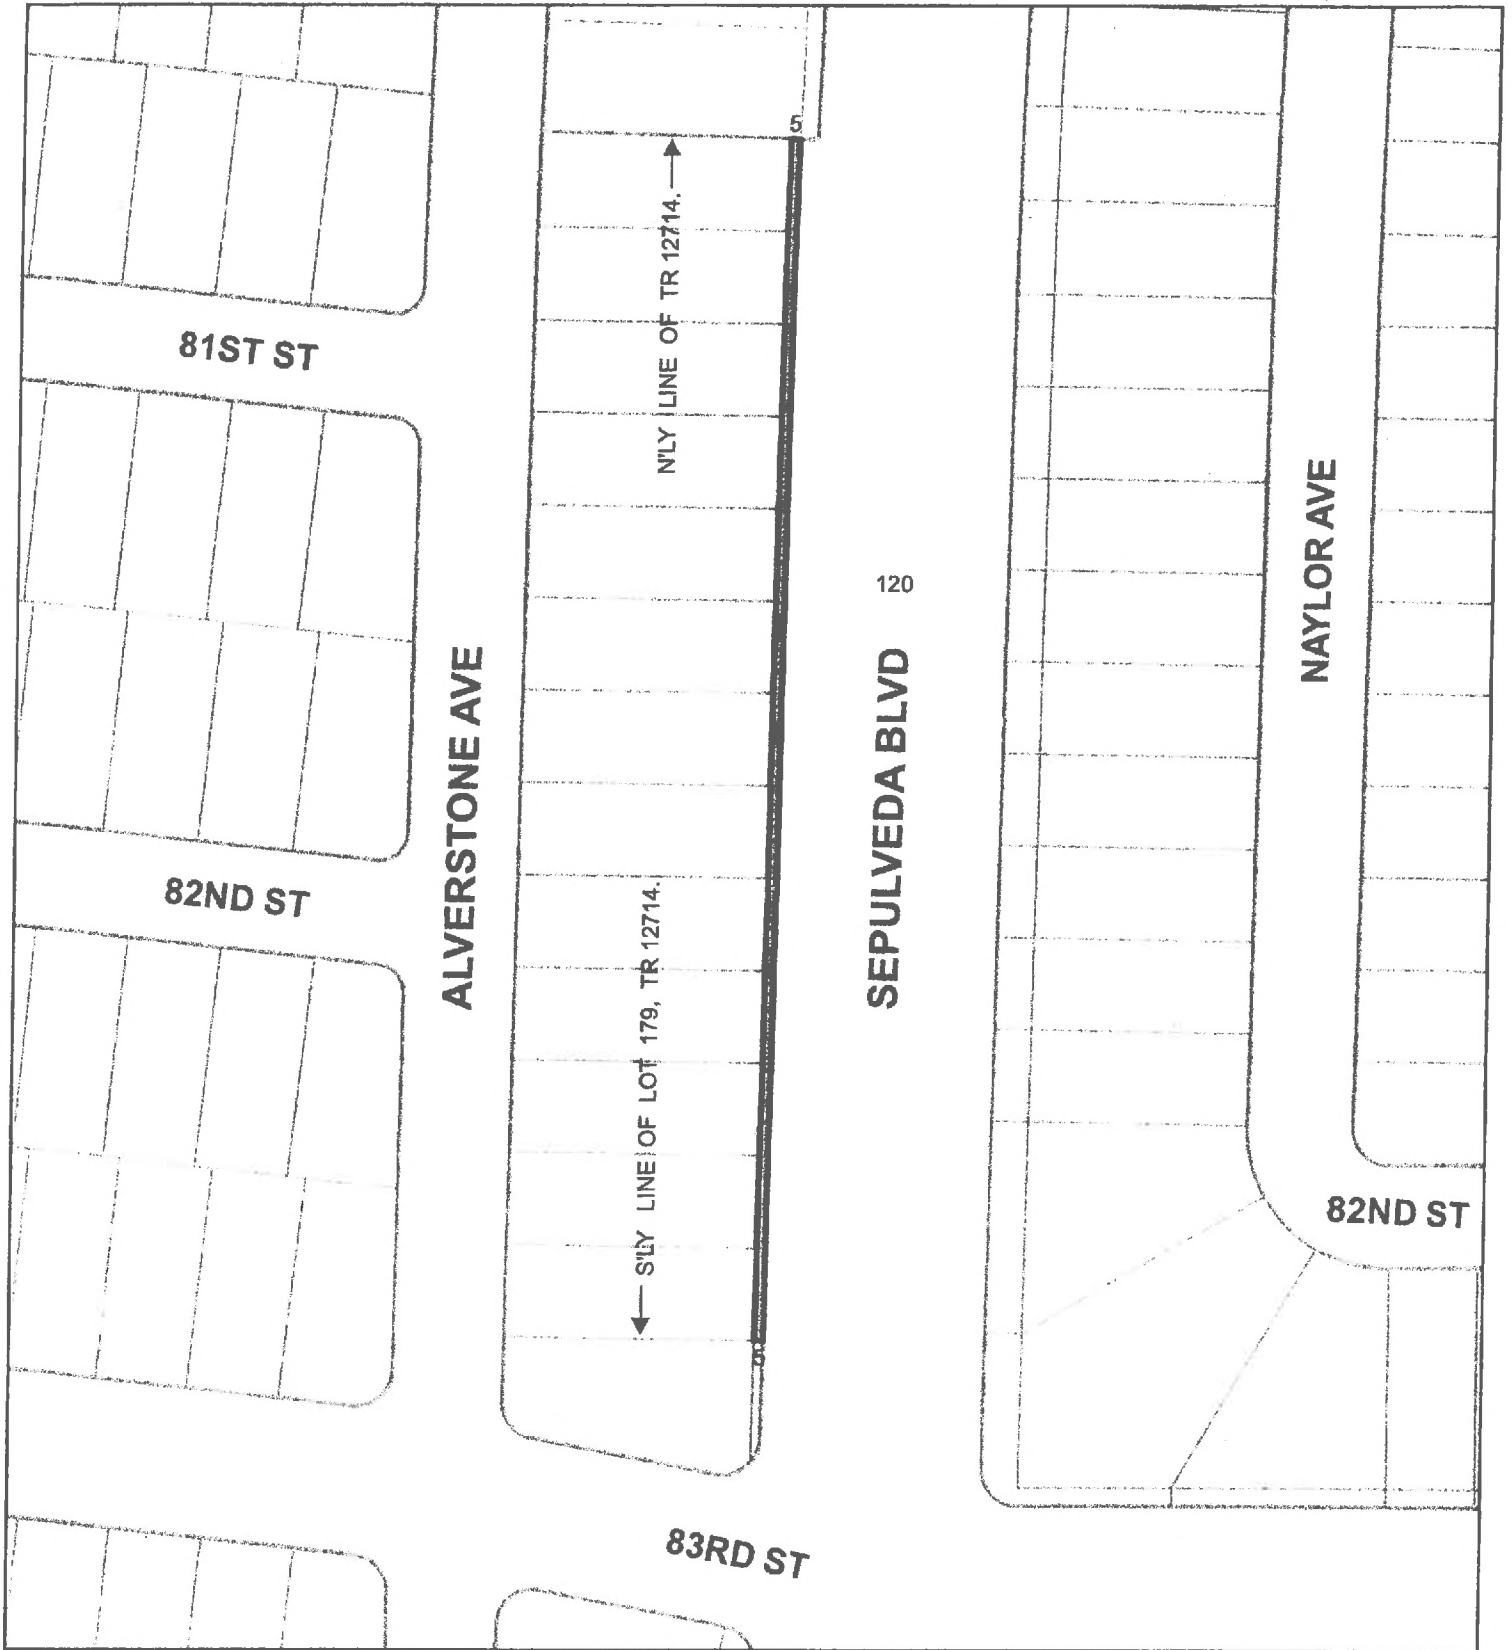 5
N'LY LINE OF TR 12714.
81ST ST
120
NAYLOR AVE
ALVERSTONE AVE
SEPULVEDA BLVD
82ND ST
S'LY LINE OF LOT 179, TR 12714.
82ND ST
83RD ST